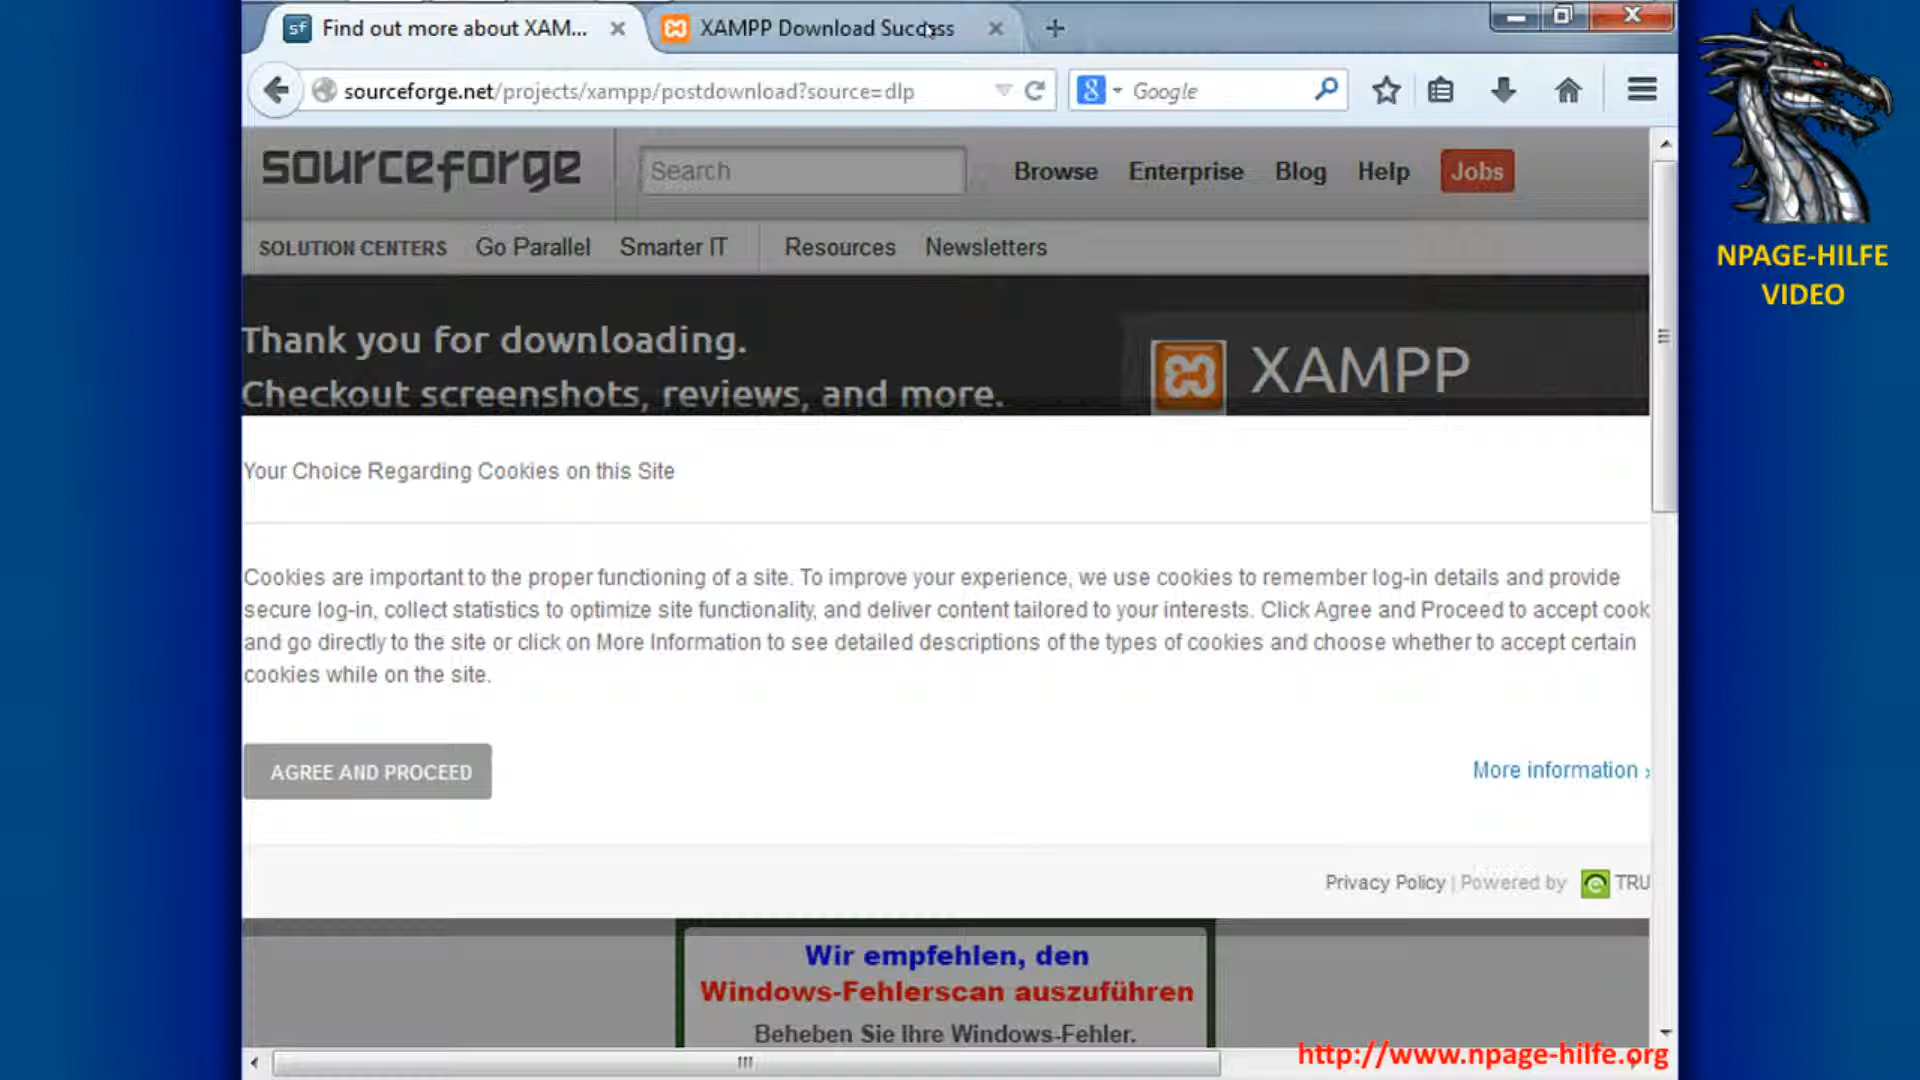 Find out more about XAM...
XAMPP Download Success
sourceforge.net/projects/xampp/postdownload?source=dlp
Google
sourceforge
Search
Browse
Enterprise
Blog
Help
Jobs
SOLUTION CENTERS
Go Parallel
Smarter IT
Resources
Newsletters
Thank you for downloading.
Checkout screenshots, reviews, and more.
XAMPP
Your Choice Regarding Cookies on this Site
Cookies are important to the proper functioning of a site. To improve your experience, we use cookies to remember log-in details and provide
secure log-in, collect statistics to optimize site functionality, and deliver content tailored to your interests. Click Agree and Proceed to accept cook
and go directly to the site or click on More Information to see detailed descriptions of the types of cookies and choose whether to accept certain
cookies while on the site.
AGREE AND PROCEED
More information ›
Privacy Policy | Powered by
TRU
Wir empfehlen, den
Windows-Fehlerscan auszuführen
Beheben Sie Ihre Windows-Fehler.
NPAGE-HILFE
VIDEO
http://www.npage-hilfe.org